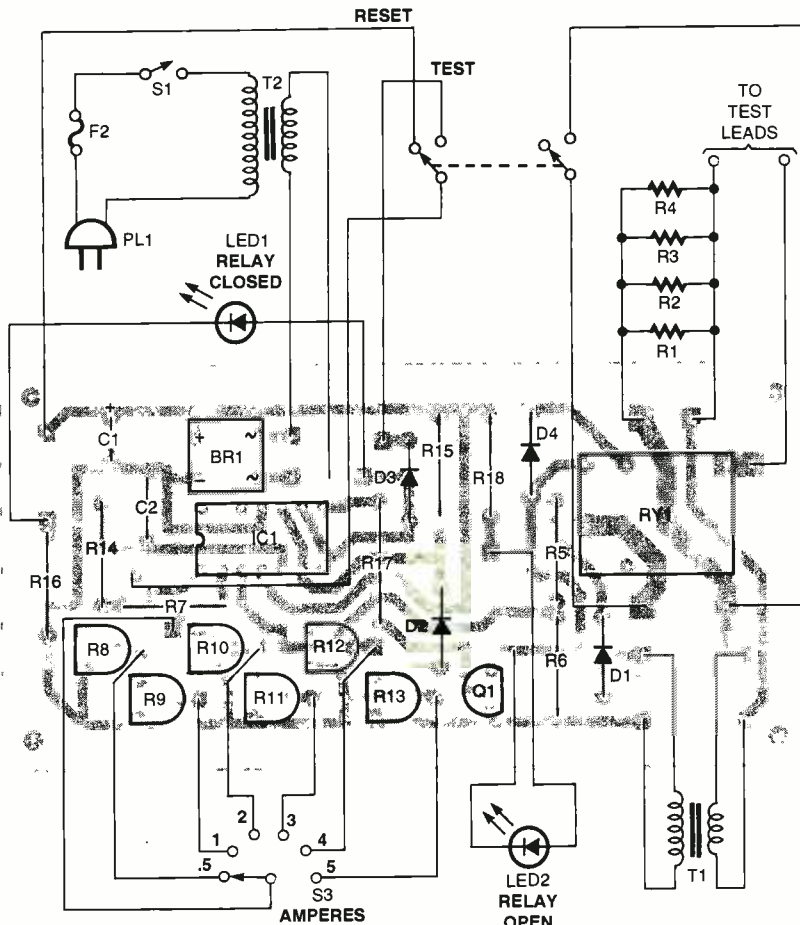 RESET
TEST
S1
T2
F2
TO
TEST
LEADS
PL1
R4
R3
R2
R1
LED1
RELAY
CLOSED
+
C1
BR1
+
~
−
~
D3
R15
R18
D4
C2
IC1
RY1
R14
R16
R17
R5
R7
D2
R8
R10
R12
R6
D1
R9
R11
R13
Q1
2
3
1
4
.5
5
S3
AMPERES
LED2
RELAY
OPEN
T1